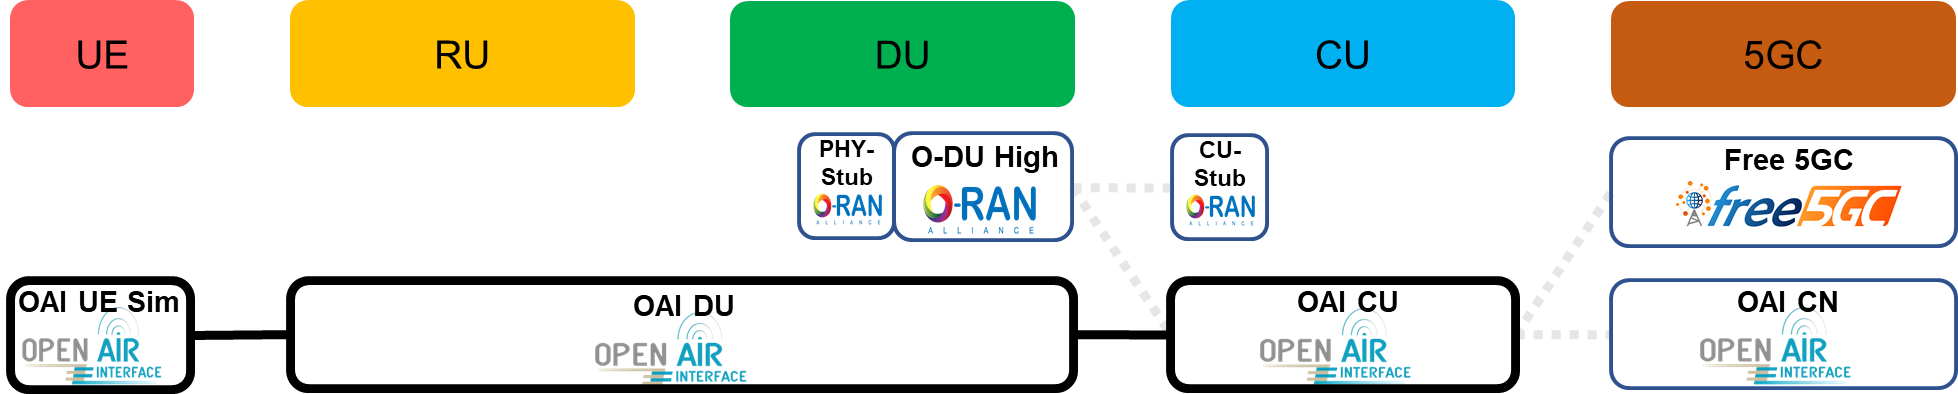 UE
RU
DU
CU
5GC
PHY-
Stub
O-RAN
ALLIANCE
O-DU High
O-RAN
ALLIANCE
CU-
Stub
O-RAN
ALLIANCE
Free 5GC
free5GC
OAI UE Sim
OPEN AIR
INTERFACE
OAI DU
OPEN AIR
INTERFACE
OAI CU
OPEN AIR
INTERFACE
OAI CN
OPEN AIR
INTERFACE